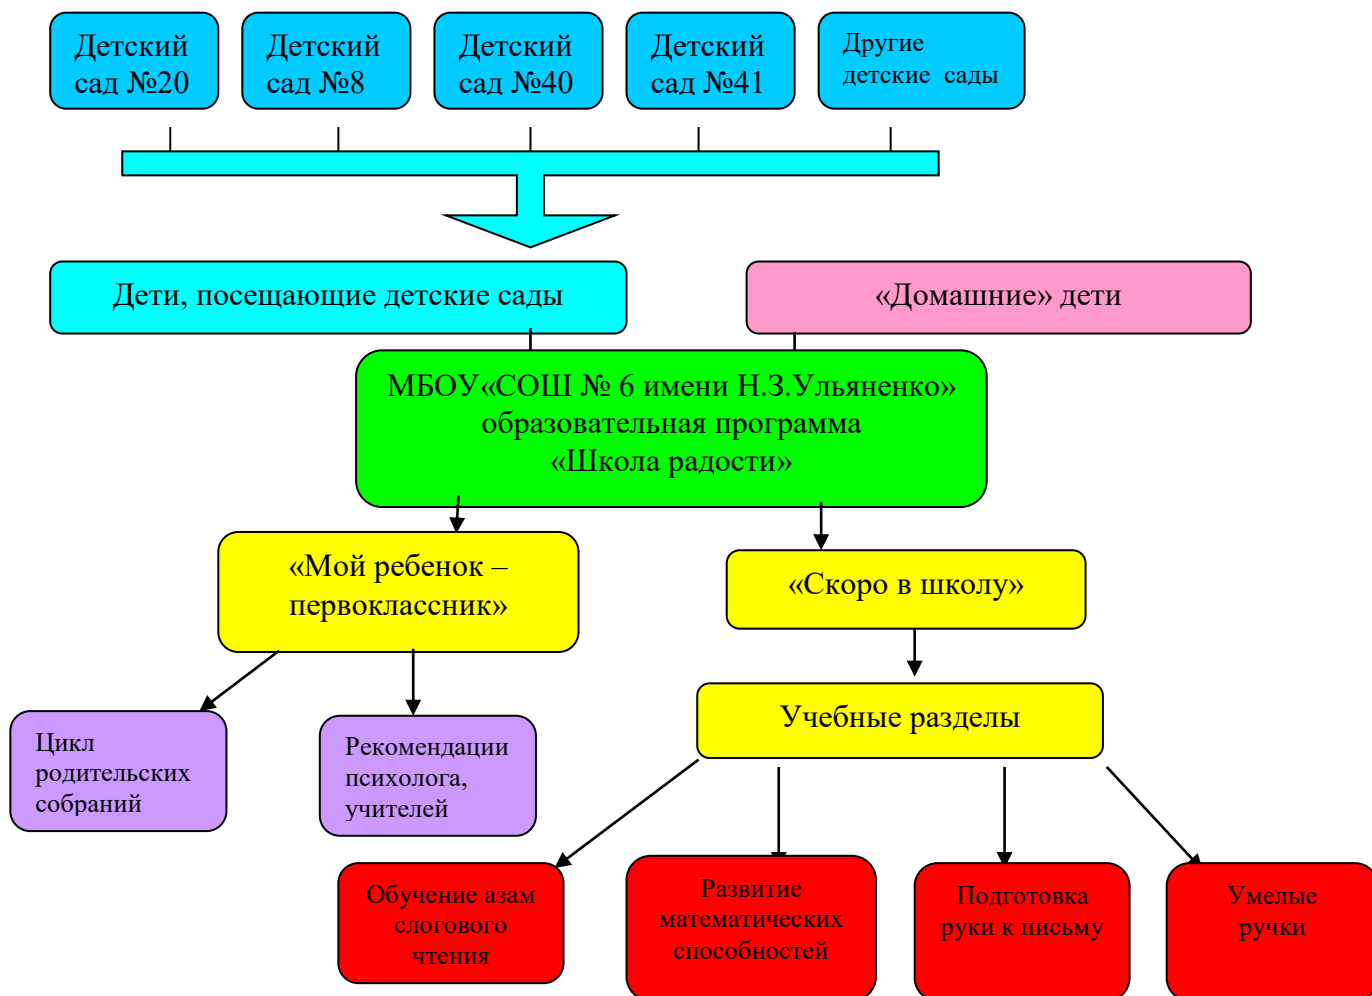 Детский
сад №20
Детский
сад №8
Детский
сад №40
Детский
сад №41
Другие
детские сады
Дети, посещающие детские сады
«Домашние» дети
МБОУ«СОШ № 6 имени Н.З.Ульяненко»
образовательная программа
«Школа радости»
«Мой ребенок –
первоклассник»
«Скоро в школу»
Учебные разделы
Цикл
родительских
собраний
Рекомендации
психолога,
учителей
Обучение азам
слогового
чтения
Развитие
математических
способностей
Подготовка
руки к письму
Умелые
ручки